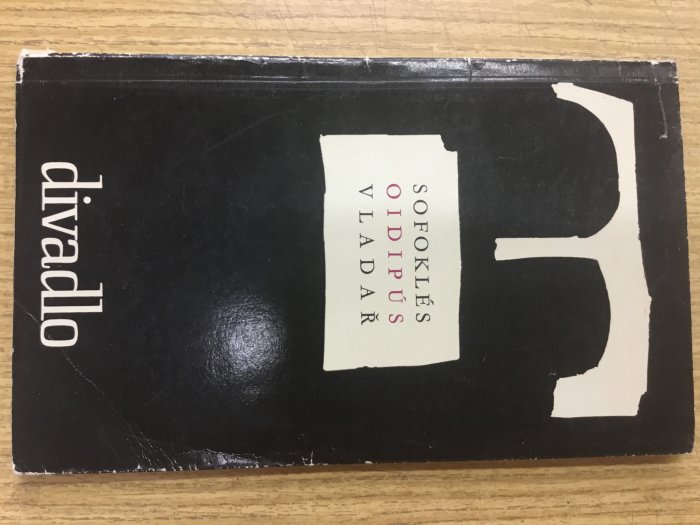 SOFOKLÉS
OIDIPÚS
VLADAŘ
divadlo